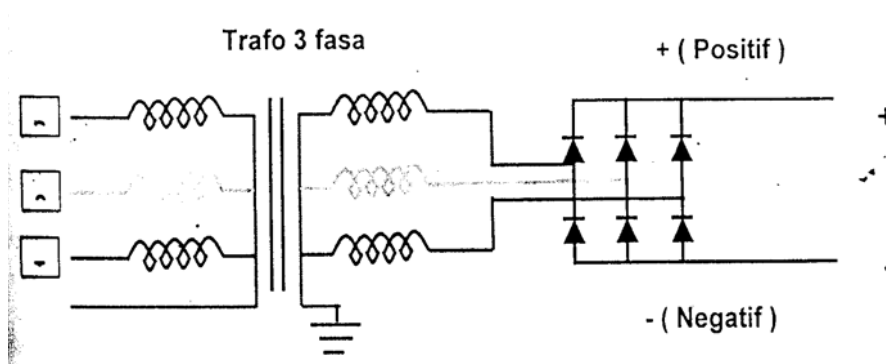 Trafo 3 fasa
+ ( Positif )
- ( Negatif )